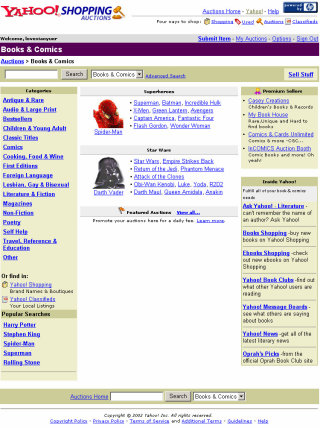 YAHOO! SHOPPING
AUCTIONS
Auctions Home - Yahoo! - Help
Four ways to shop: Shopping Used Auctions Classifieds
Welcome,
Submit Item - My Auctions - Options - Sign Out
Books & Comics
Auctions > Books & Comics
Search
Books & Comics
Advanced Search
Sell Stuff
Categories
Antique & Rare
Audio & Large Print
Bestsellers
Children & Young Adult
Classic Titles
Comics
Cooking, Food & Wine
First Editions
Foreign Language
Lesbian, Gay & Bisexual
Literature & Fiction
Magazines
Non-Fiction
Poetry
Self Help
Travel, Reference &
Education
Other
Or find in:
Yahoo! Shopping
Brand Names & Boutiques
Yahoo! Classifieds
Your Local Listings
Popular Searches
Harry Potter
Stephen King
Spider-Man
Superman
Rolling Stone
Superheroes
Spider-Man
Superman, Batman, Incredible Hulk
X-Men, Green Lantern, Avengers
Captain America, Fantastic Four
Flash Gordon, Wonder Woman
Star Wars
Darth Vader
Star Wars, Empire Strikes Back
Return of the Jedi, Phantom Menace
Attack of the Clones
Obi-Wan Kenobi, Luke, Yoda, R2D2
Darth Maul, Queen Amidala, Anakin
Featured Auctions View all...
Promote your auctions here for a daily fee. Learn more.
Premium Sellers
Casey Creations
Children's Books & Records
My Book House
Rare,Unique and Hard to find books
Comics & Cards Unlimited
Comics & more -CSC...
InCOMICS Auction Booth
Comic Books and more! Oh yeah!
Inside Yahoo!
Fulfill all of your book & comics needs
Ask Yahoo! - Literature -
can't remember the name of an author? Ask Yahoo!
Books Shopping -buy new books on Yahoo! Shopping
Ebooks Shopping -check out new ebooks on Yahoo! Shopping
Yahoo! Book Clubs -find out what other Yahoo! users are reading
Yahoo! Message Boards - see what others are saying about books
Yahoo! News -get all of the latest literary news
Oprah's Picks -from the official Oprah Book Club site
Auctions Home
Search
Books & Comics
Copyright © 2002 Yahoo! Inc. All rights reserved.
Copyright Policy - Privacy Policy - Terms of Service and Additional Terms - Guidelines - Help